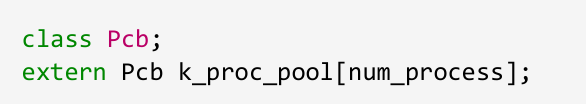 class Pcb;
extern Pcb k_proc_pool[num_process];